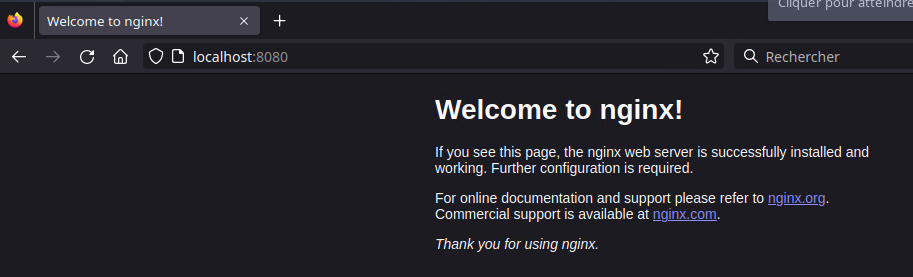 Cliquer pour atteindre
Welcome to nginx!
localhost:8080
Rechercher
Welcome to nginx!
If you see this page, the nginx web server is successfully installed and
working. Further configuration is required.
For online documentation and support please refer to nginx.org.
Commercial support is available at nginx.com.
Thank you for using nginx.